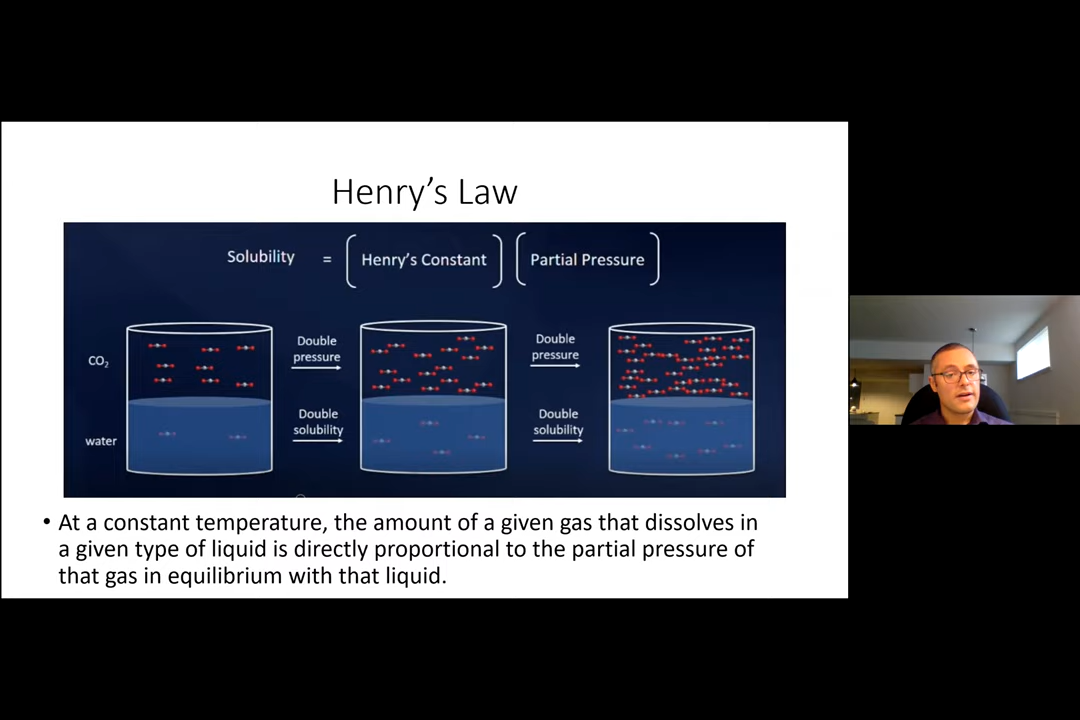 Henry’s Law
Solubility = (Henry’s Constant) (Partial Pressure)
CO₂
Double
pressure
Double
pressure
water
Double
solubility
Double
solubility
• At a constant temperature, the amount of a given gas that dissolves in
a given type of liquid is directly proportional to the partial pressure of
that gas in equilibrium with that liquid.